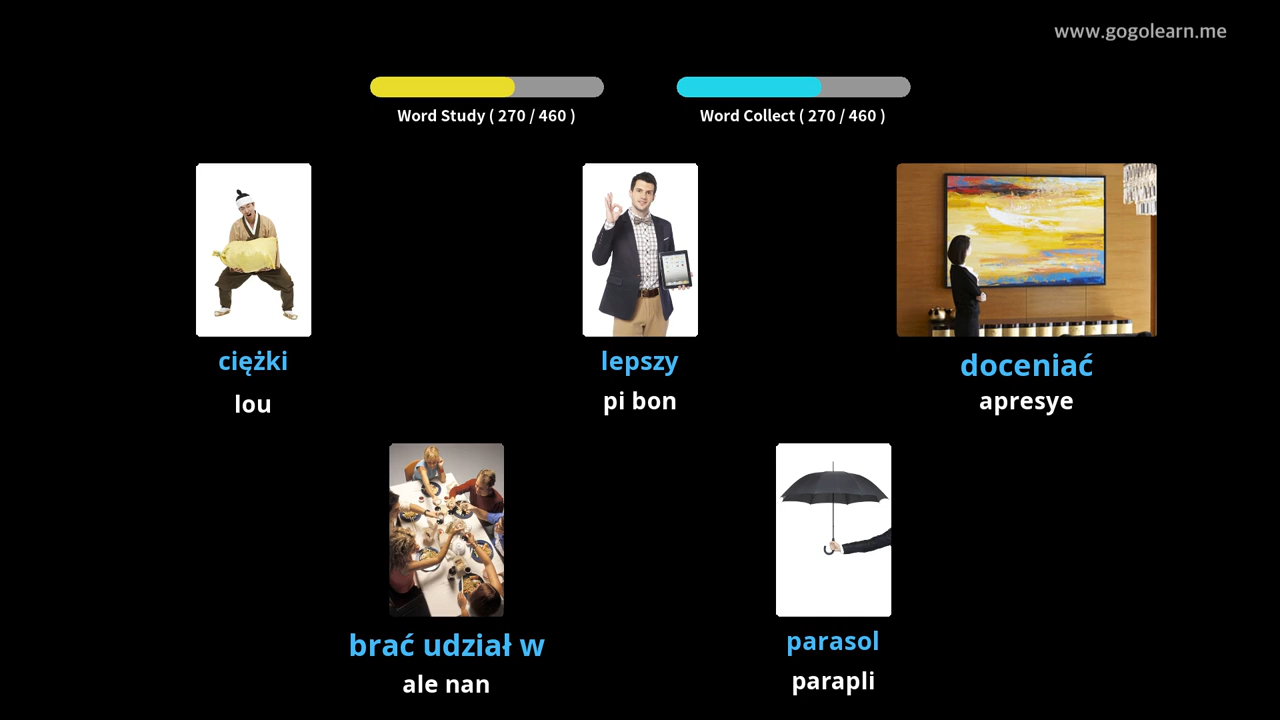 www.gogolearn.me
Word Study ( 270 / 460 )
Word Collect ( 270 / 460 )
ciężki
lou
lepszy
pi bon
doceniać
apresye
brać udział w
ale nan
parasol
parapli